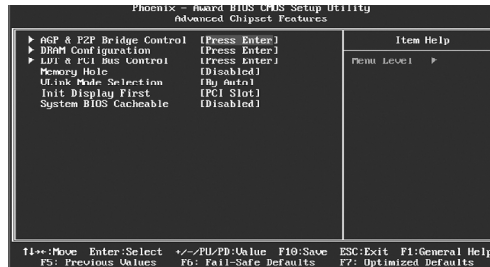 Phoenix - Award BIOS CMOS Setup Utility
Advanced Chipset Features
▶ AGP & P2P Bridge Control [Press Enter]
▶ DRAM Configuration [Press Enter]
▶ LDT & PCI Bus Control [Press Enter]
Memory Hole [Disabled]
ULink Mode Selection [By Auto]
Init Display First [PCI Slot]
System BIOS Cacheable [Disabled]
Item Help
Menu Level ▶
↑↓→←:Move Enter:Select +/-/PU/PD:Value F10:Save ESC:Exit F1:General Help
F5: Previous Values F6: Fail-Safe Defaults F7: Optimized Defaults